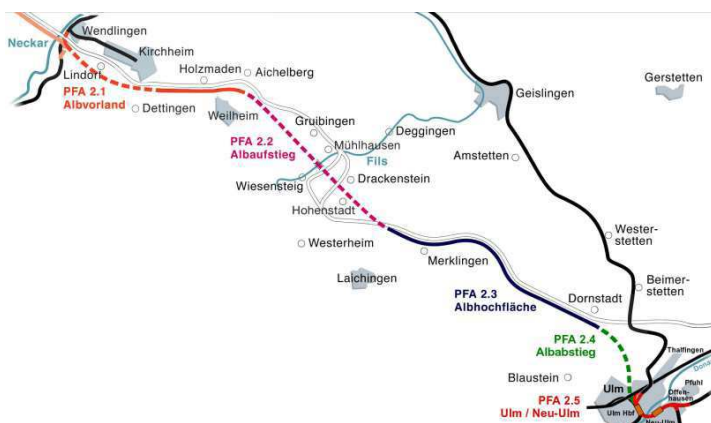 Wendlingen
Neckar
Kirchheim
Lindorf
Holzmaden
Aichelberg
PFA 2.1
Albvorland
Dettingen
Weilheim
Gerstetten
Geislingen
Gruibingen
Deggingen
PFA 2.2
Albaufstieg
Mühlhausen
Fils
Amstetten
Wiesensteig
Drackenstein
Hohenstadt
Westerheim
Wester-
stetten
Merklingen
Laichingen
PFA 2.3
Albhochfläche
Beimer-
stetten
Dornstadt
PFA 2.4
Albabstieg
Thalfingen
Blaustein
Ulm
Pfuhl
Offen-
hausen
PFA 2.5
Ulm / Neu-Ulm
Ulm Hbf
Neu-Ulm